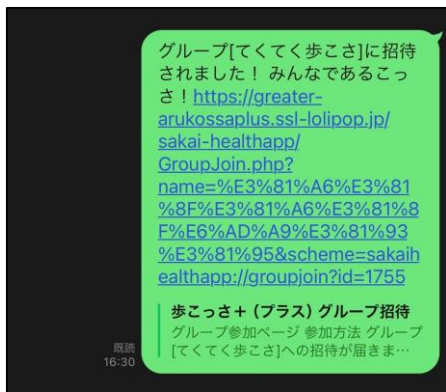 グループ[てくてく歩こさ]に招待
されました！ みんなであるこっ
さ！https://greater-
arukossaplus.ssl-lolipop.jp/
sakai-healthapp/
GroupJoin.php?
name=%E3%81%A6%E3%81
%8F%E3%81%A6%E3%81%8
F%E6%AD%A9%E3%81%93
%E3%81%95&scheme=sakaih
ealthapp://groupjoin?id=1755
歩こっさ＋（プラス）グループ招待
グループ参加ページ 参加方法 グループ
[てくてく歩こさ]への招待が届きま…
既読
16:30